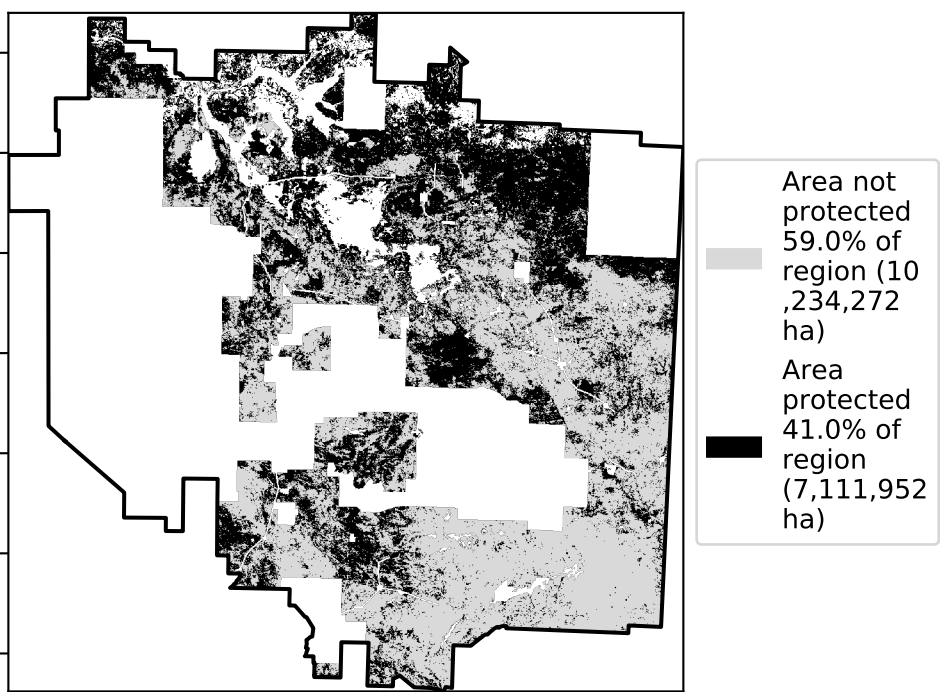 Area not
protected
59.0% of
region (10
,234,272
ha)
Area
protected
41.0% of
region
(7,111,952
ha)